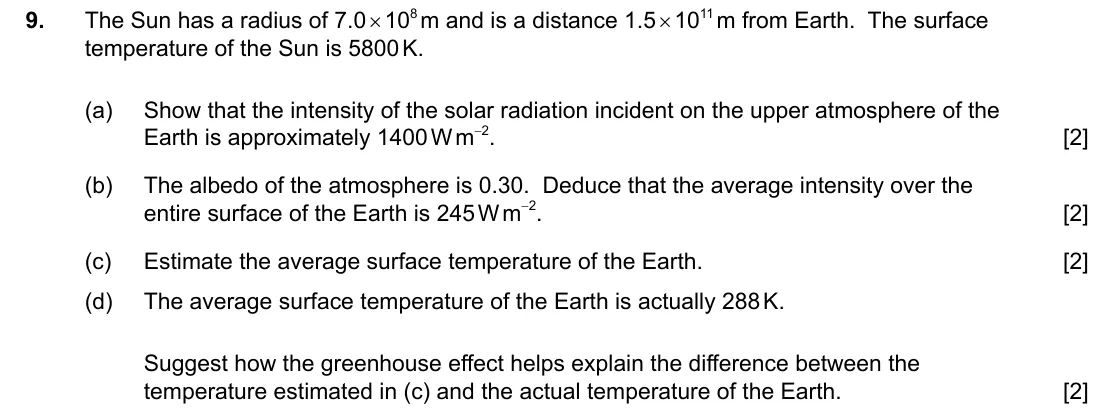 9. The Sun has a radius of 7.0 × 10⁸ m and is a distance 1.5 × 10¹¹ m from Earth. The surface
temperature of the Sun is 5800 K.
(a) Show that the intensity of the solar radiation incident on the upper atmosphere of the
Earth is approximately 1400 W m⁻². [2]
(b) The albedo of the atmosphere is 0.30. Deduce that the average intensity over the
entire surface of the Earth is 245 W m⁻². [2]
(c) Estimate the average surface temperature of the Earth. [2]
(d) The average surface temperature of the Earth is actually 288 K.
Suggest how the greenhouse effect helps explain the difference between the
temperature estimated in (c) and the actual temperature of the Earth. [2]